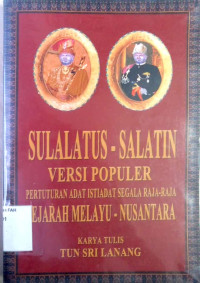 SULALATUS - SALATIN
VERSI POPULER
PERTUTURAN ADAT ISTIADAT SEGALA RAJA-RAJA
SEJARAH MELAYU - NUSANTARA
KARYA TULIS
TUN SRI LANANG